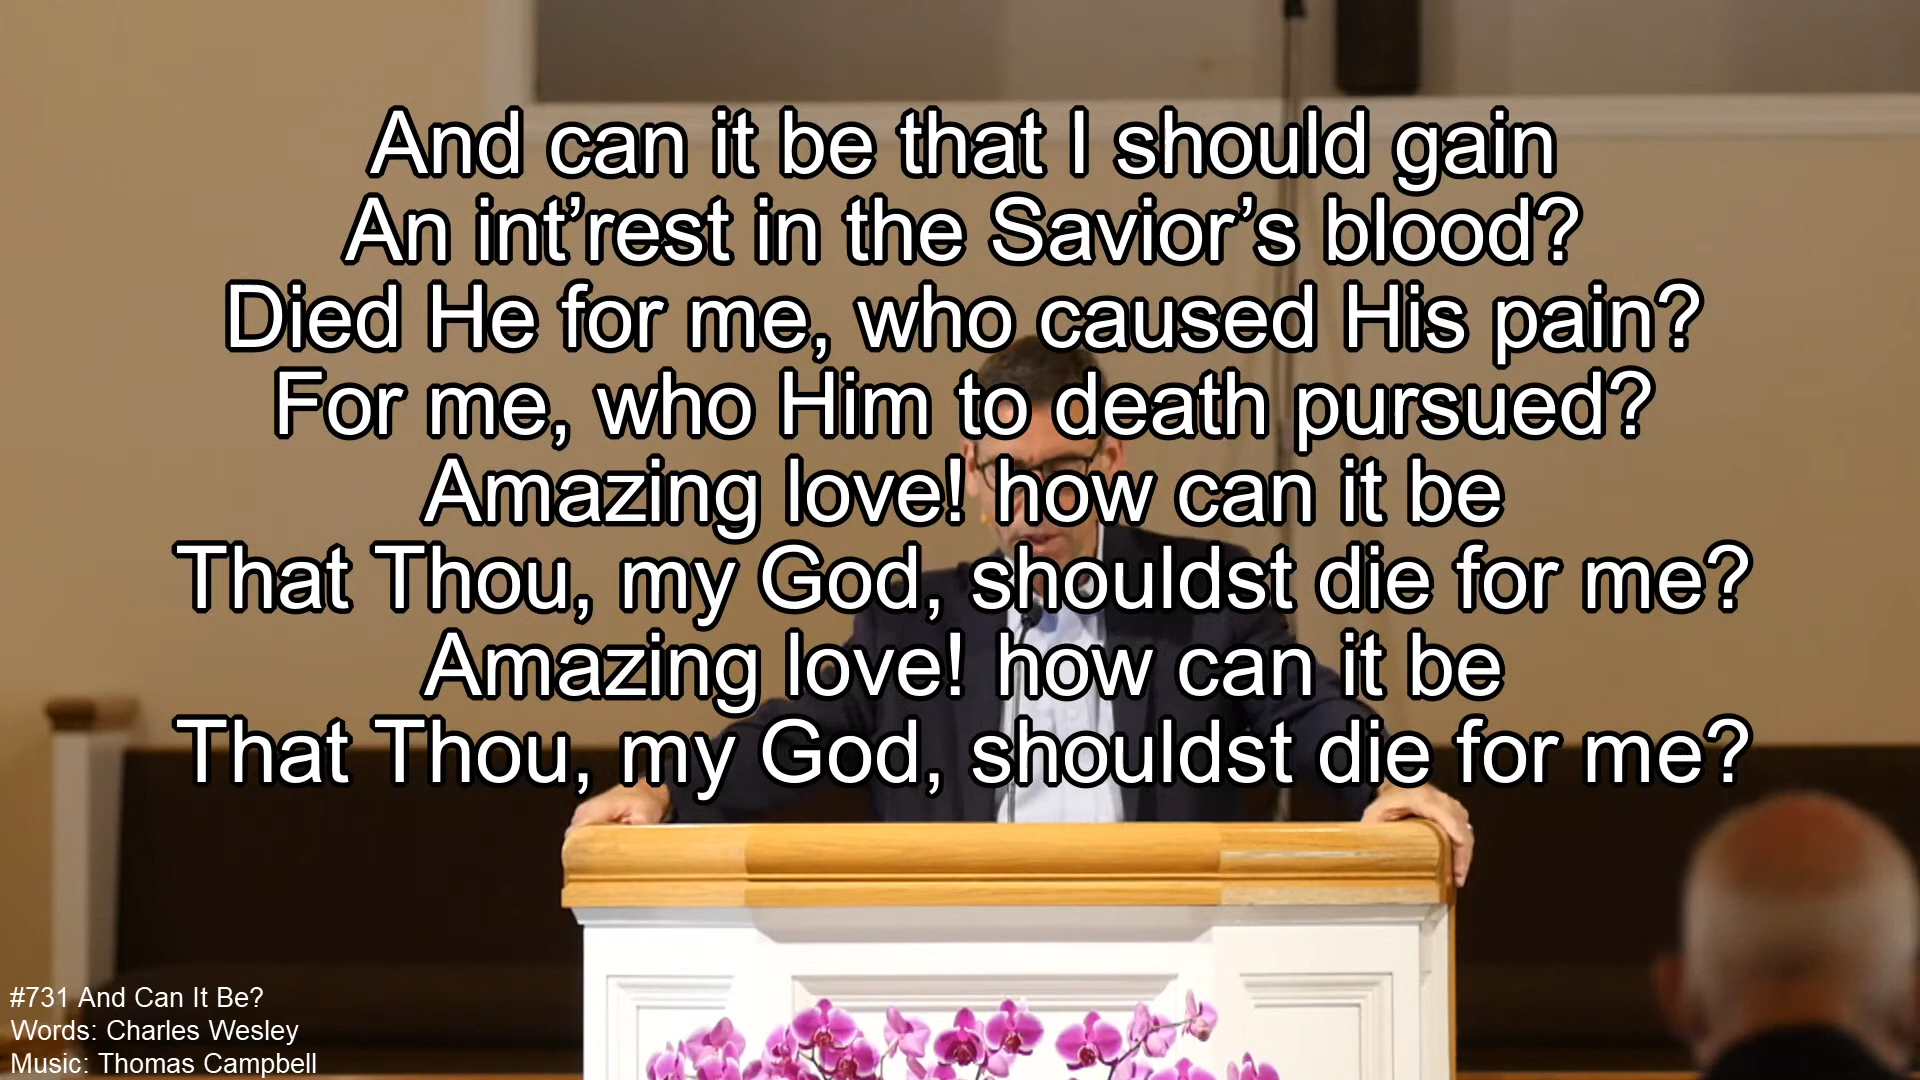 And can it be that I should gain
An int’rest in the Savior’s blood?
Died He for me, who caused His pain?
For me, who Him to death pursued?
Amazing love! how can it be
That Thou, my God, shouldst die for me?
Amazing love! how can it be
That Thou, my God, shouldst die for me?
#731 And Can It Be?
Words: Charles Wesley
Music: Thomas Campbell